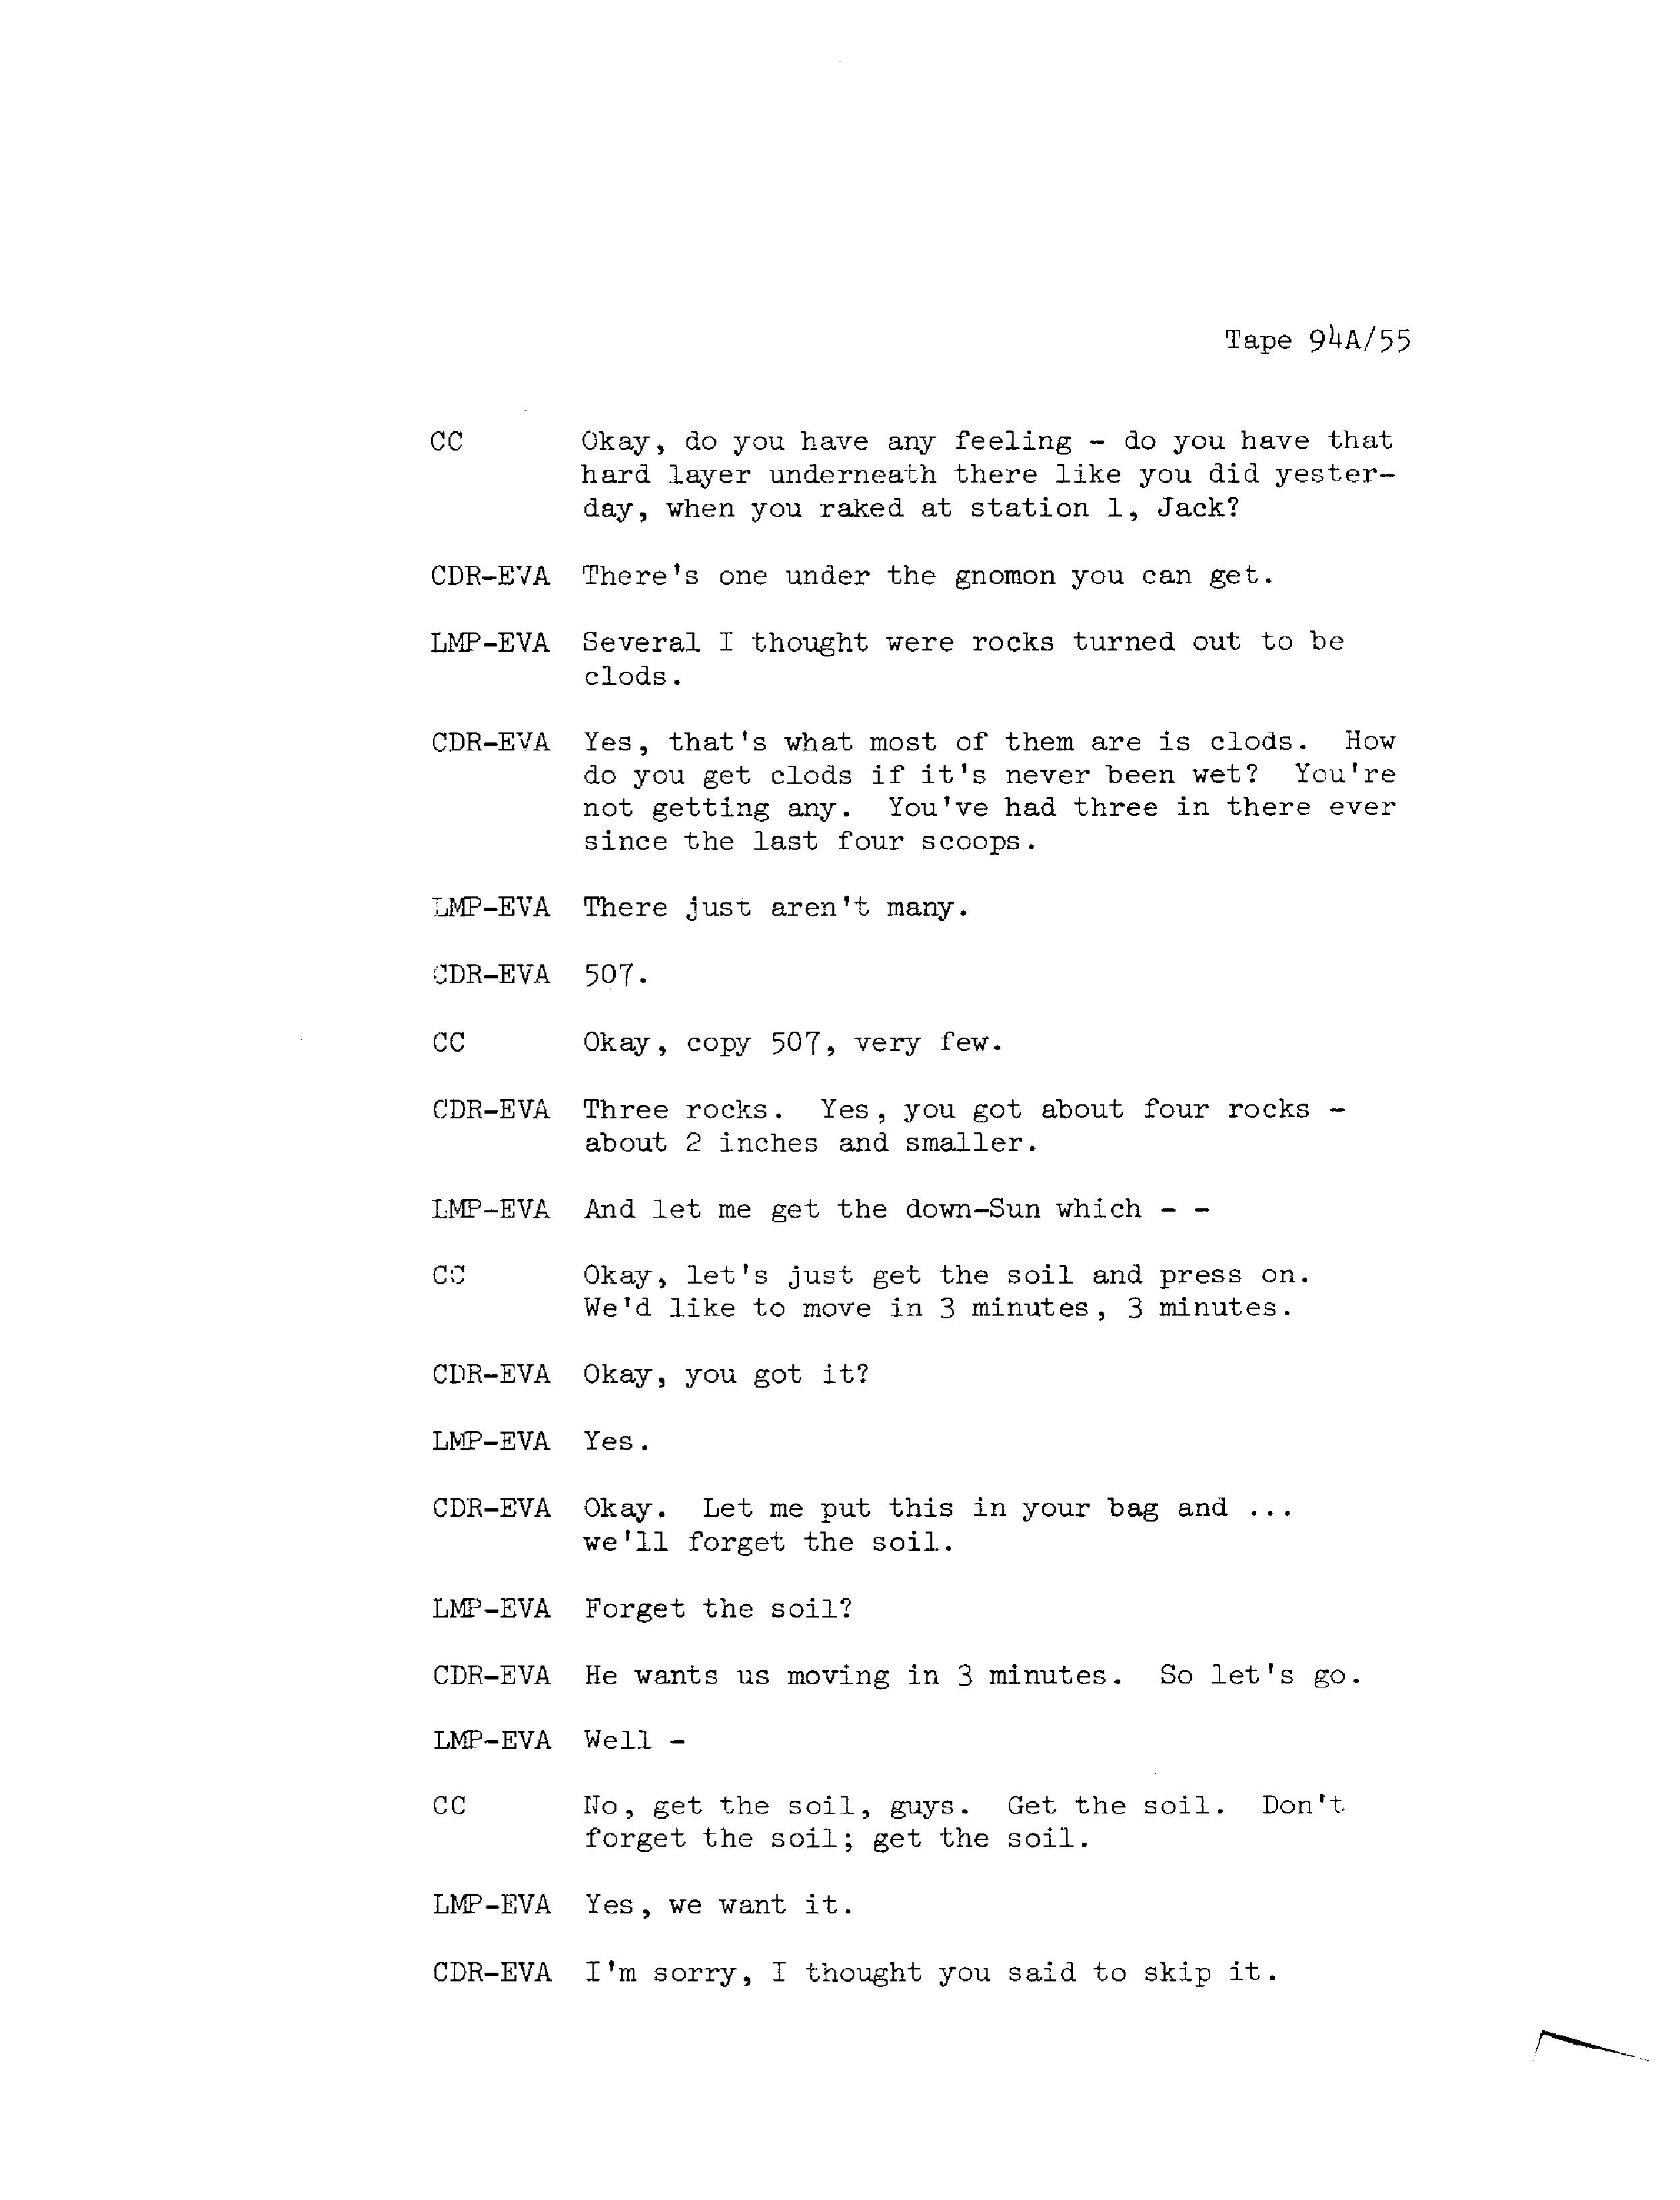 Tape 94A/55
CC Okay, do you have any feeling - do you have that
hard layer underneath there like you did yester-
day, when you raked at station 1, Jack?
CDR-EVA There's one under the gnomon you can get.
LMP-EVA Several I thought were rocks turned out to be
clods.
CDR-EVA Yes, that's what most of them are is clods. How
do you get clods if it's never been wet? You're
not getting any. You've had three in there ever
since the last four scoops.
LMP-EVA There just aren't many.
CDR-EVA 507.
CC Okay, copy 507, very few.
CDR-EVA Three rocks. Yes, you got about four rocks -
about 2 inches and smaller.
LMP-EVA And let me get the down-Sun which - -
CC Okay, let's just get the soil and press on.
We'd like to move in 3 minutes, 3 minutes.
CDR-EVA Okay, you got it?
LMP-EVA Yes.
CDR-EVA Okay. Let me put this in your bag and ...
we'll forget the soil.
LMP-EVA Forget the soil?
CDR-EVA He wants us moving in 3 minutes. So let's go.
LMP-EVA Well -
CC No, get the soil, guys. Get the soil. Don't
forget the soil; get the soil.
LMP-EVA Yes, we want it.
CDR-EVA I'm sorry, I thought you said to skip it.